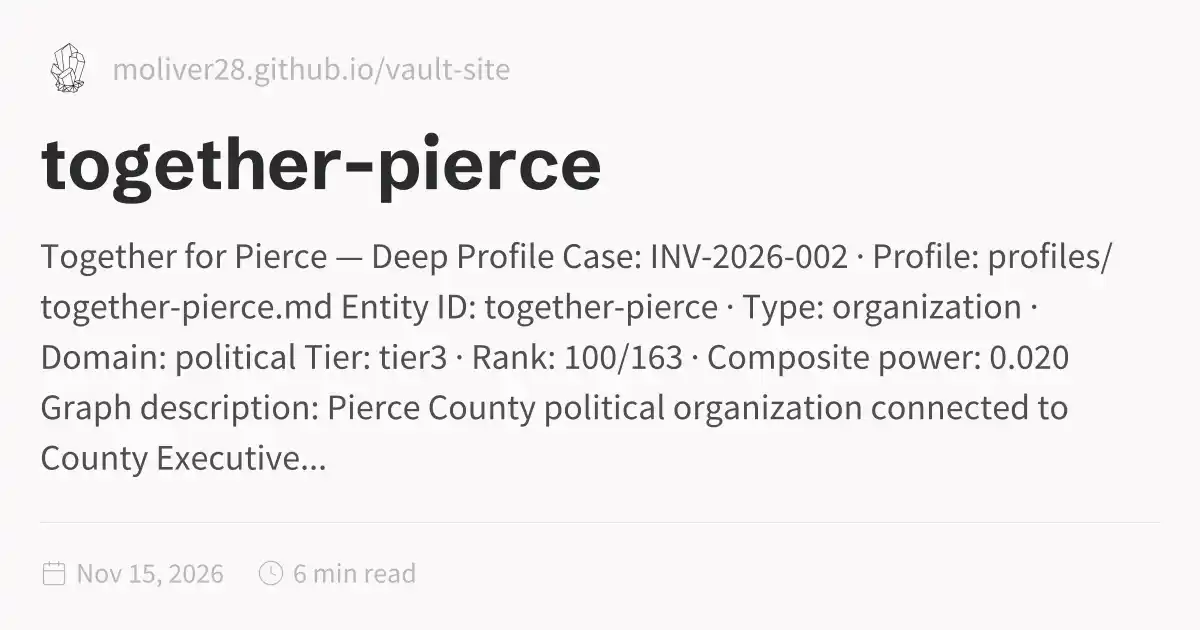 moliver28.github.io/vault-site
together-pierce
Together for Pierce — Deep Profile Case: INV-2026-002 · Profile: profiles/
together-pierce.md Entity ID: together-pierce · Type: organization ·
Domain: political Tier: tier3 · Rank: 100/163 · Composite power: 0.020
Graph description: Pierce County political organization connected to
County Executive...
Nov 15, 2026 6 min read